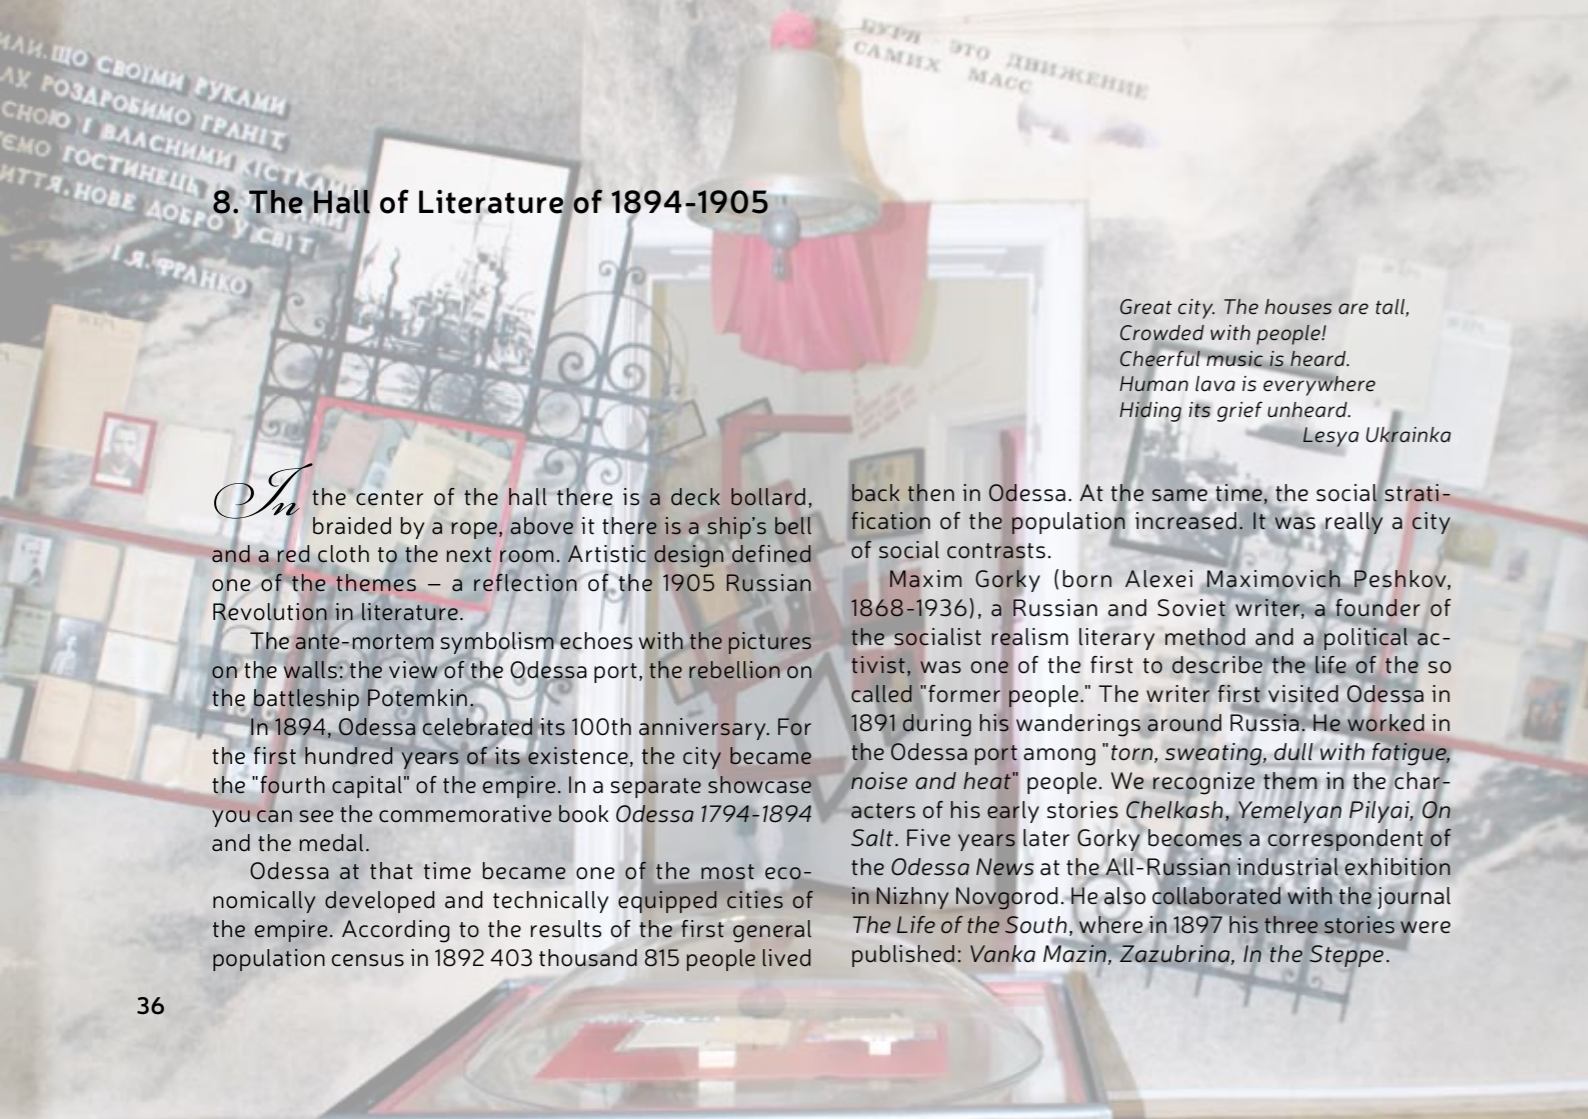 ЩО СВОЇМИ РУКАМИ
РОЗДРОБИМО ГРАНІТ,
І ВЛАСНИМИ КІСТКАМИ
ГОСТИНЕЦЬ
НОВЕ ДОБРО У СВІТ
І.Я. ФРАНКО
БУРЯ - ЭТО ДВИЖЕНИЕ
САМИХ МАСС
8. The Hall of Literature of 1894-1905
Great city. The houses are tall,
Crowded with people!
Cheerful music is heard.
Human lava is everywhere
Hiding its grief unheard.
Lesya Ukrainka
In the center of the hall there is a deck bollard,
braided by a rope, above it there is a ship's bell
and a red cloth to the next room. Artistic design defined
one of the themes – a reflection of the 1905 Russian
Revolution in literature.
The ante-mortem symbolism echoes with the pictures
on the walls: the view of the Odessa port, the rebellion on
the battleship Potemkin.
In 1894, Odessa celebrated its 100th anniversary. For
the first hundred years of its existence, the city became
the "fourth capital" of the empire. In a separate showcase
you can see the commemorative book Odessa 1794-1894
and the medal.
Odessa at that time became one of the most eco-
nomically developed and technically equipped cities of
the empire. According to the results of the first general
population census in 1892 403 thousand 815 people lived
back then in Odessa. At the same time, the social strati-
fication of the population increased. It was really a city
of social contrasts.
Maxim Gorky (born Alexei Maximovich Peshkov,
1868-1936), a Russian and Soviet writer, a founder of
the socialist realism literary method and a political ac-
tivist, was one of the first to describe the life of the so
called "former people." The writer first visited Odessa in
1891 during his wanderings around Russia. He worked in
the Odessa port among "torn, sweating, dull with fatigue,
noise and heat" people. We recognize them in the char-
acters of his early stories Chelkash, Yemelyan Pilyai, On
Salt. Five years later Gorky becomes a correspondent of
the Odessa News at the All-Russian industrial exhibition
in Nizhny Novgorod. He also collaborated with the journal
The Life of the South, where in 1897 his three stories were
published: Vanka Mazin, Zazubrina, In the Steppe.
36